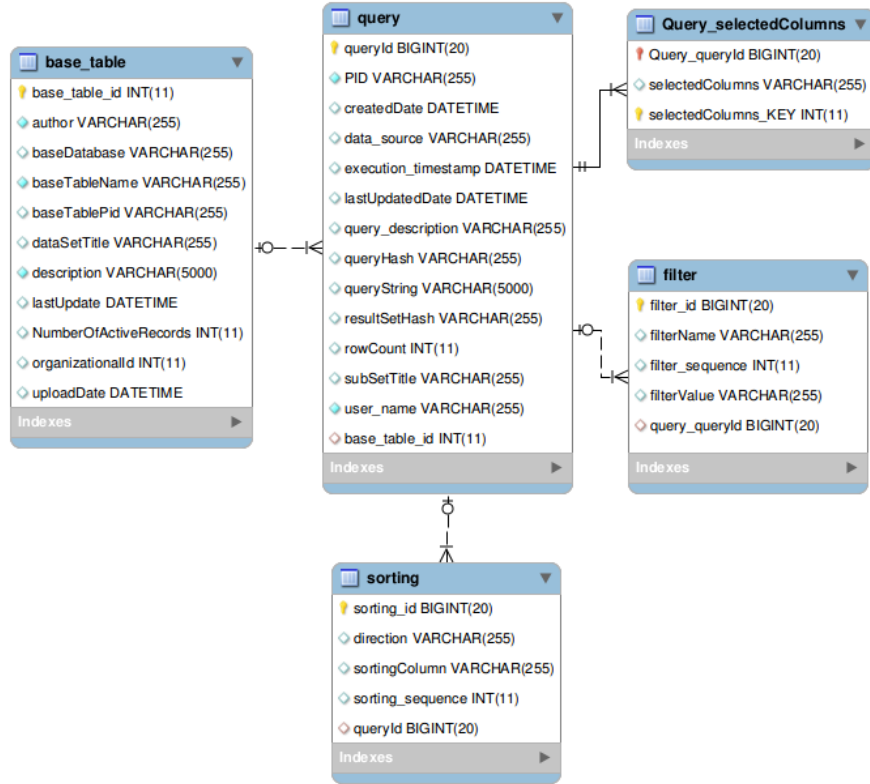 base_table
base_table_id INT(11)
author VARCHAR(255)
baseDatabase VARCHAR(255)
baseTableName VARCHAR(255)
baseTablePid VARCHAR(255)
dataSetTitle VARCHAR(255)
description VARCHAR(5000)
lastUpdate DATETIME
NumberOfActiveRecords INT(11)
organizationalId INT(11)
uploadDate DATETIME
Indexes
query
queryId BIGINT(20)
PID VARCHAR(255)
createdDate DATETIME
data_source VARCHAR(255)
execution_timestamp DATETIME
lastUpdatedDate DATETIME
query_description VARCHAR(255)
queryHash VARCHAR(255)
queryString VARCHAR(5000)
resultSetHash VARCHAR(255)
rowCount INT(11)
subSetTitle VARCHAR(255)
user_name VARCHAR(255)
base_table_id INT(11)
Indexes
Query_selectedColumns
Query_queryId BIGINT(20)
selectedColumns VARCHAR(255)
selectedColumns_KEY INT(11)
Indexes
filter
filter_id BIGINT(20)
filterName VARCHAR(255)
filter_sequence INT(11)
filterValue VARCHAR(255)
query_queryId BIGINT(20)
Indexes
sorting
sorting_id BIGINT(20)
direction VARCHAR(255)
sortingColumn VARCHAR(255)
sorting_sequence INT(11)
queryId BIGINT(20)
Indexes